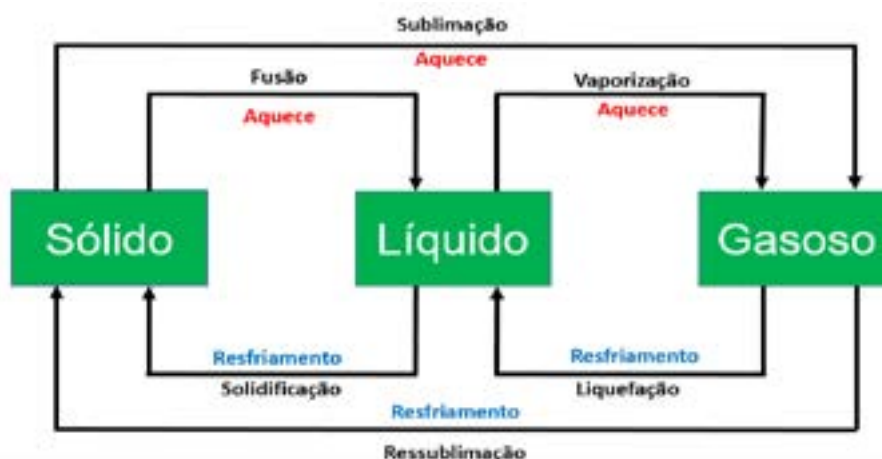 Sublimação
Aquece
Fusão
Vaporização
Aquece
Aquece
Sólido
Líquido
Gasoso
Resfriamento
Resfriamento
Solidificação
Liquefação
Resfriamento
Ressublimação